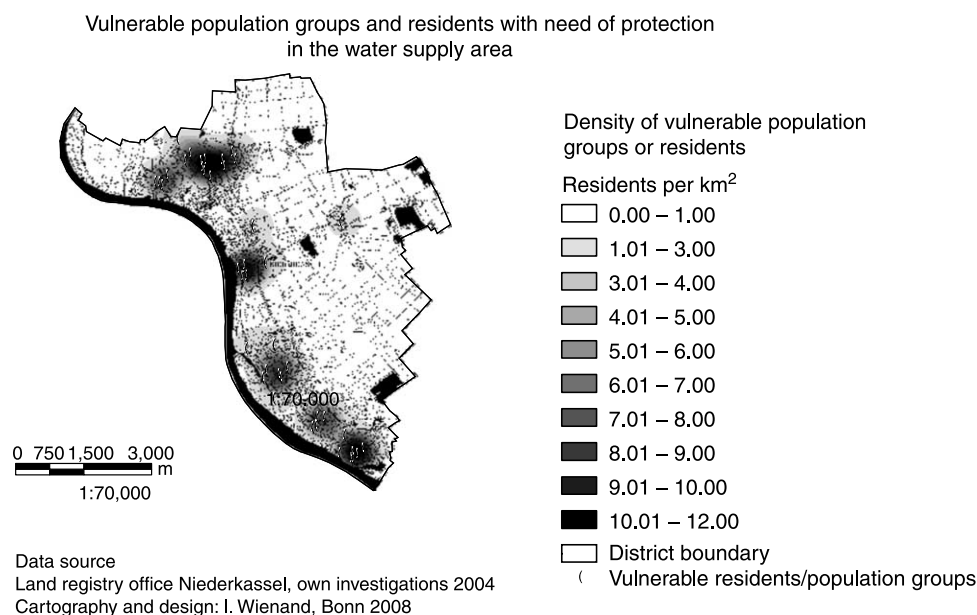 Vulnerable population groups and residents with need of protection
in the water supply area
1:70,000
0 750 1,500 3,000
m
1:70,000
Data source
Land registry office Niederkassel, own investigations 2004
Cartography and design: I. Wienand, Bonn 2008
Density of vulnerable population
groups or residents
Residents per km²
0.00 – 1.00
1.01 – 3.00
3.01 – 4.00
4.01 – 5.00
5.01 – 6.00
6.01 – 7.00
7.01 – 8.00
8.01 – 9.00
9.01 – 10.00
10.01 – 12.00
District boundary
Vulnerable residents/population groups